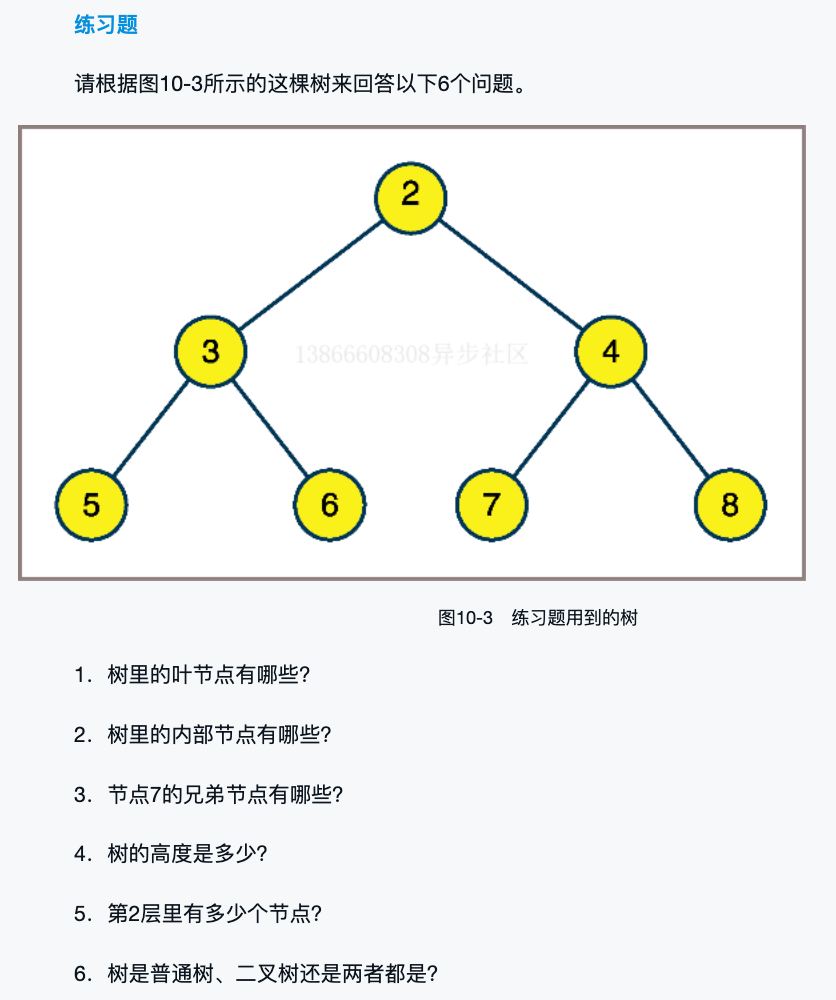 练习题
请根据图10-3所示的这棵树来回答以下6个问题。
2
3
13866608308异步社区
4
5
6
7
8
图10-3 练习题用到的树
1. 树里的叶节点有哪些?
2. 树里的内部节点有哪些?
3. 节点7的兄弟节点有哪些?
4. 树的高度是多少?
5. 第2层里有多少个节点?
6. 树是普通树、二叉树还是两者都是?